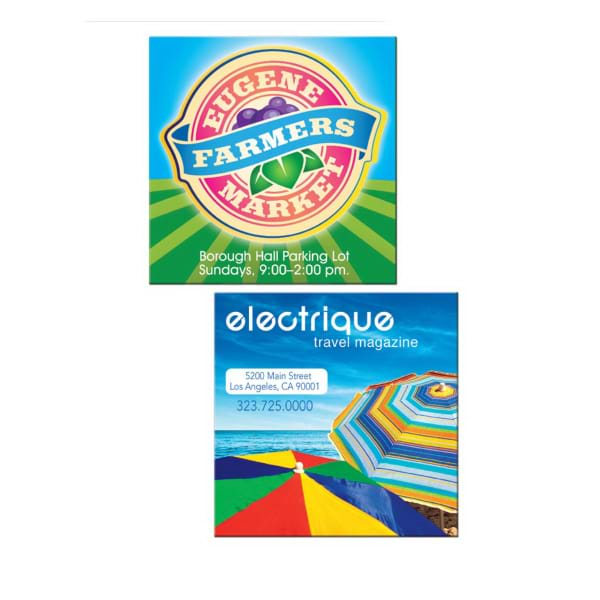 EUGENE
FARMERS
MARKET
Borough Hall Parking Lot
Sundays, 9:00–2:00 pm.
electrique
travel magazine
5200 Main Street
Los Angeles, CA 90001
323.725.0000